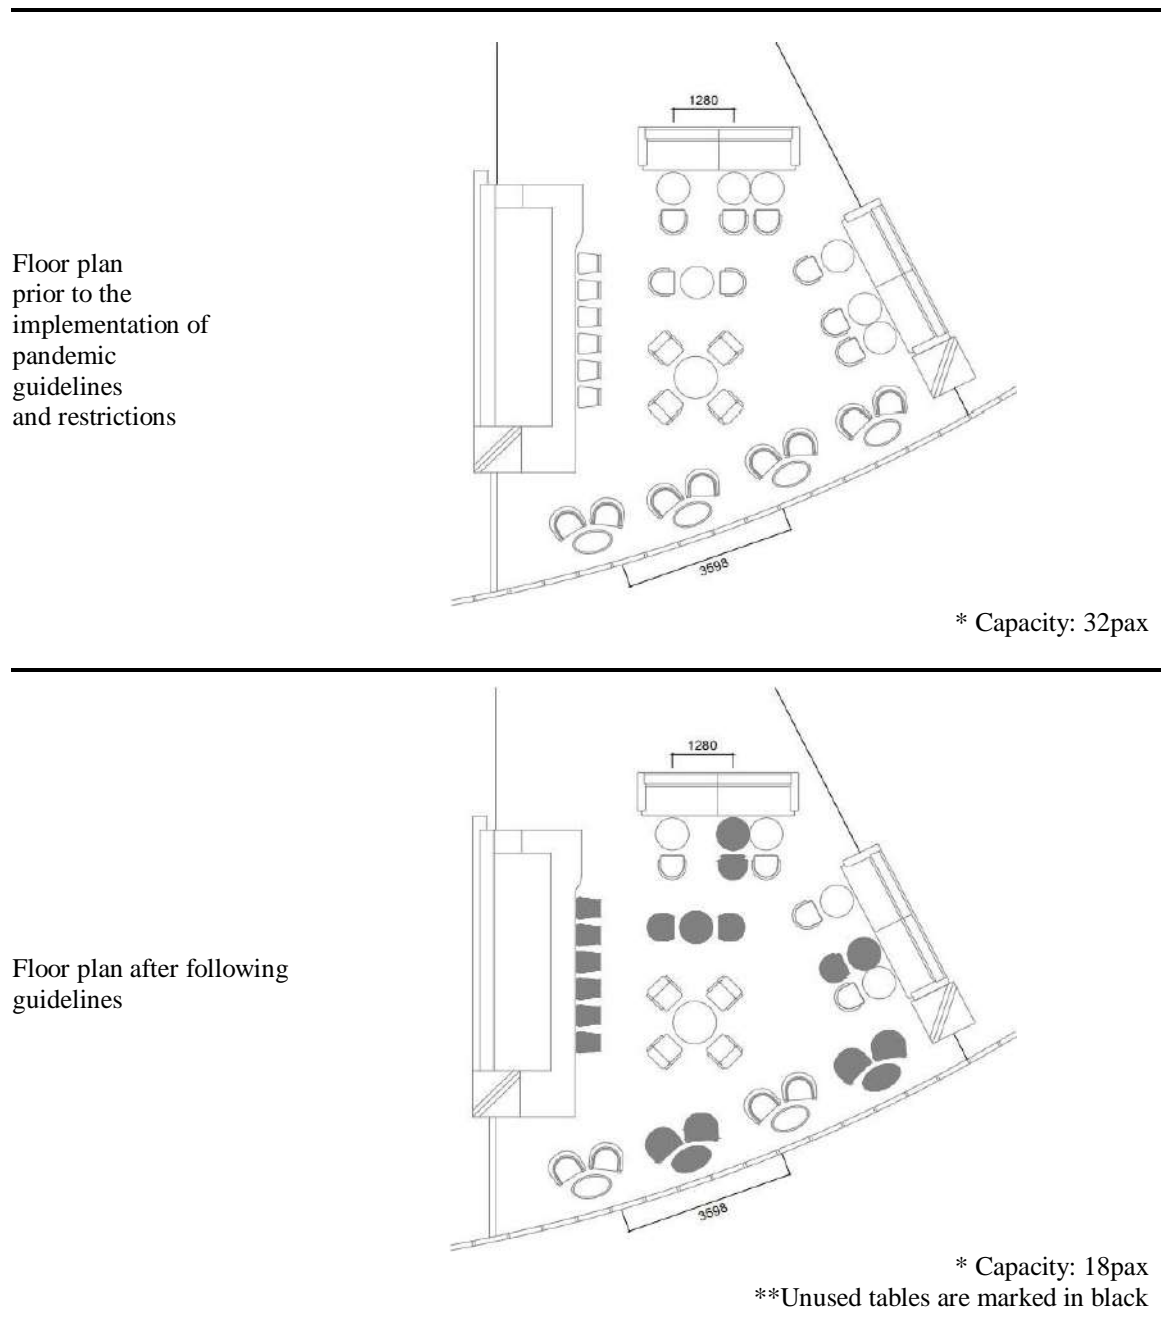 1280
Floor plan
prior to the
implementation of
pandemic
guidelines
and restrictions
3598
* Capacity: 32pax
1280
Floor plan after following
guidelines
3598
* Capacity: 18pax
**Unused tables are marked in black